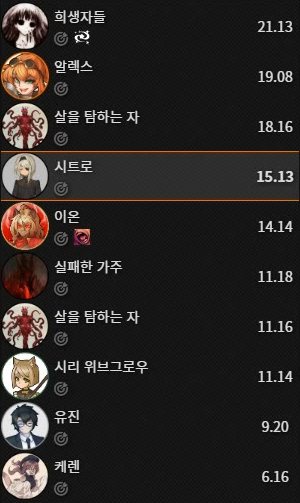 희생자들
21.13
알렉스
19.08
살을 탐하는 자
18.16
시트로
15.13
이온
14.14
실패한 가주
11.18
살을 탐하는 자
11.16
시리 위브그로우
11.14
유진
9.20
케렌
6.16